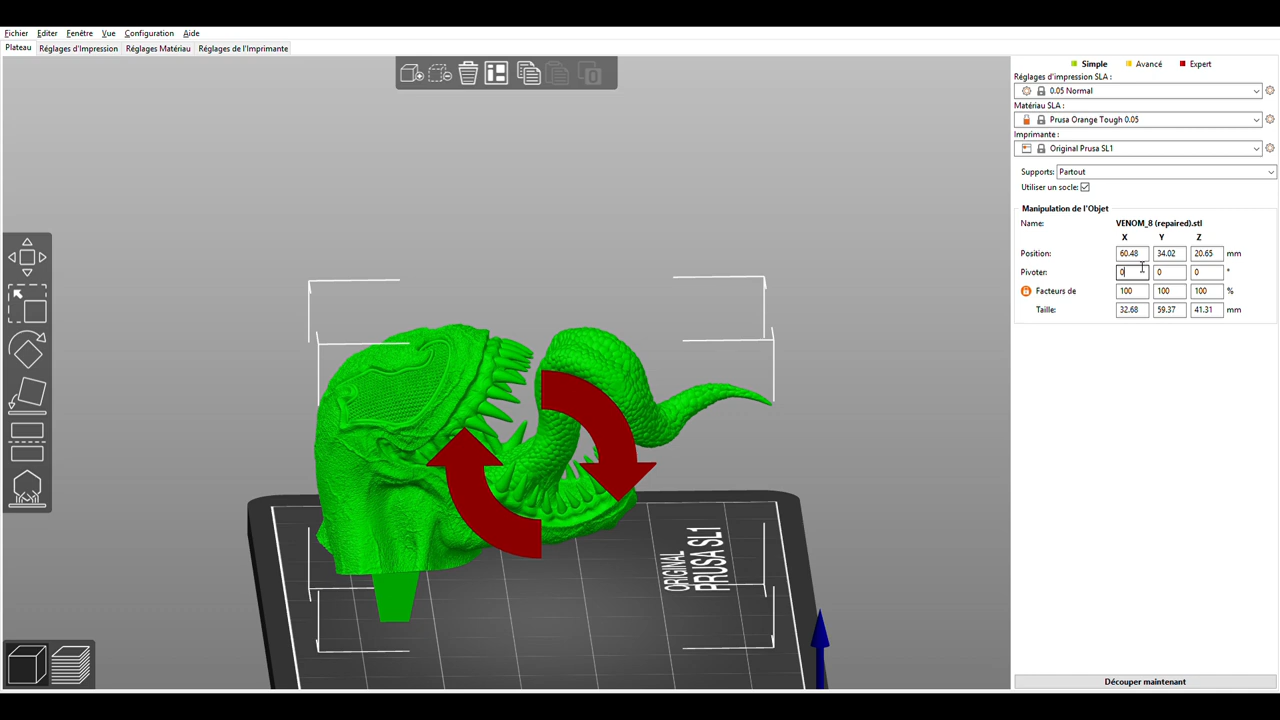 Fichier Editer Fenêtre Vue Configuration Aide
Plateau Réglages d'Impression Réglages Matériau Réglages de l'Imprimante
Simple Avancé Expert
Réglages d'impression SLA :
0.05 Normal
Matériau SLA :
Prusa Orange Tough 0.05
Imprimante :
Original Prusa SL1
Supports: Partout
Utiliser un socle:
Manipulation de l'Objet
Name: VENOM_8 (repaired).stl
X Y Z
Position: 60.48 34.02 20.65 mm
Pivoter: 0 0 0 °
Facteurs de 100 100 100 %
Taille: 32.68 59.37 41.31 mm
ORIGINAL
PRUSA SL1
Découper maintenant